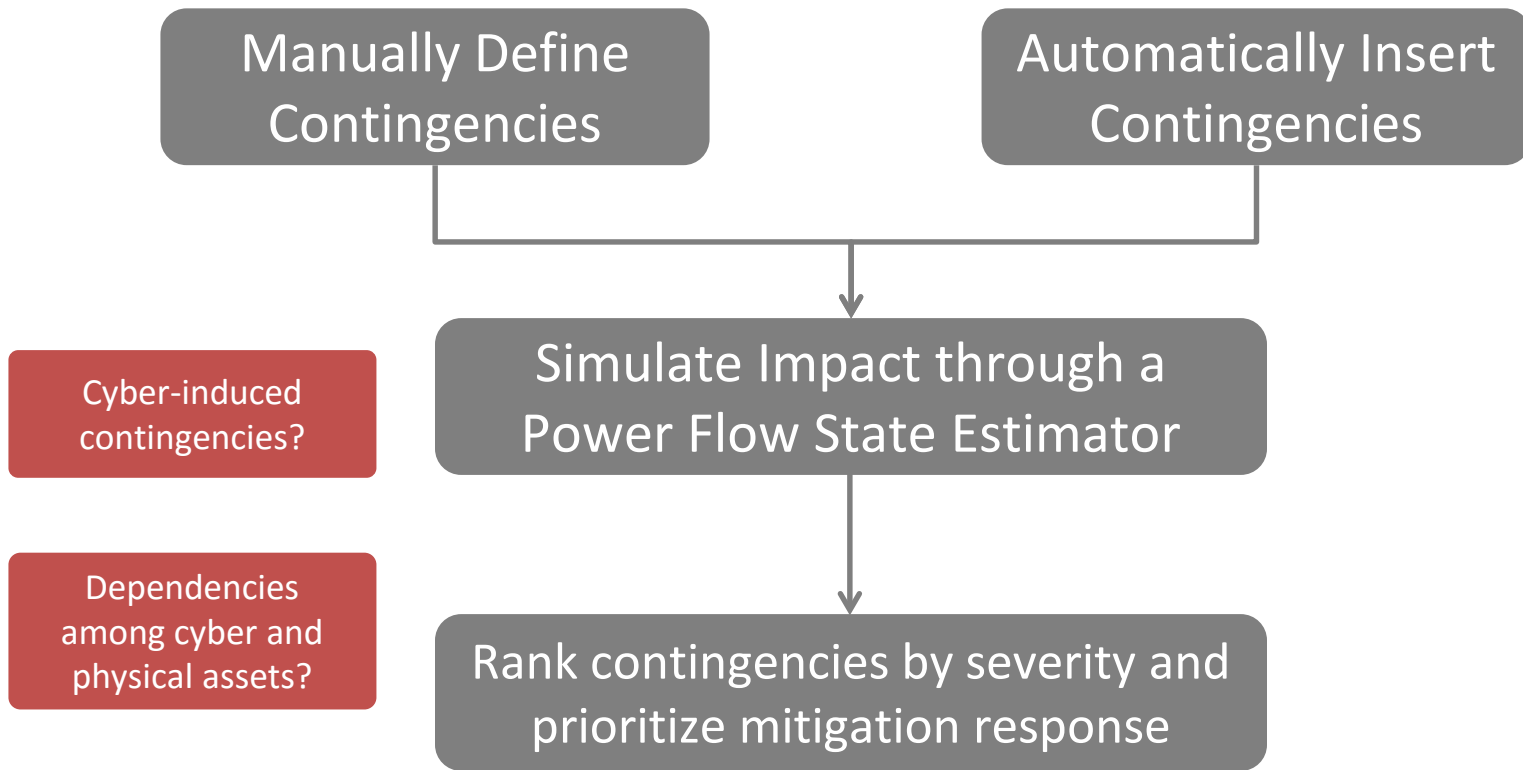 Manually Define
Contingencies
Automatically Insert
Contingencies
Simulate Impact through a
Power Flow State Estimator
Cyber-induced
contingencies?
Dependencies
among cyber and
physical assets?
Rank contingencies by severity and
prioritize mitigation response